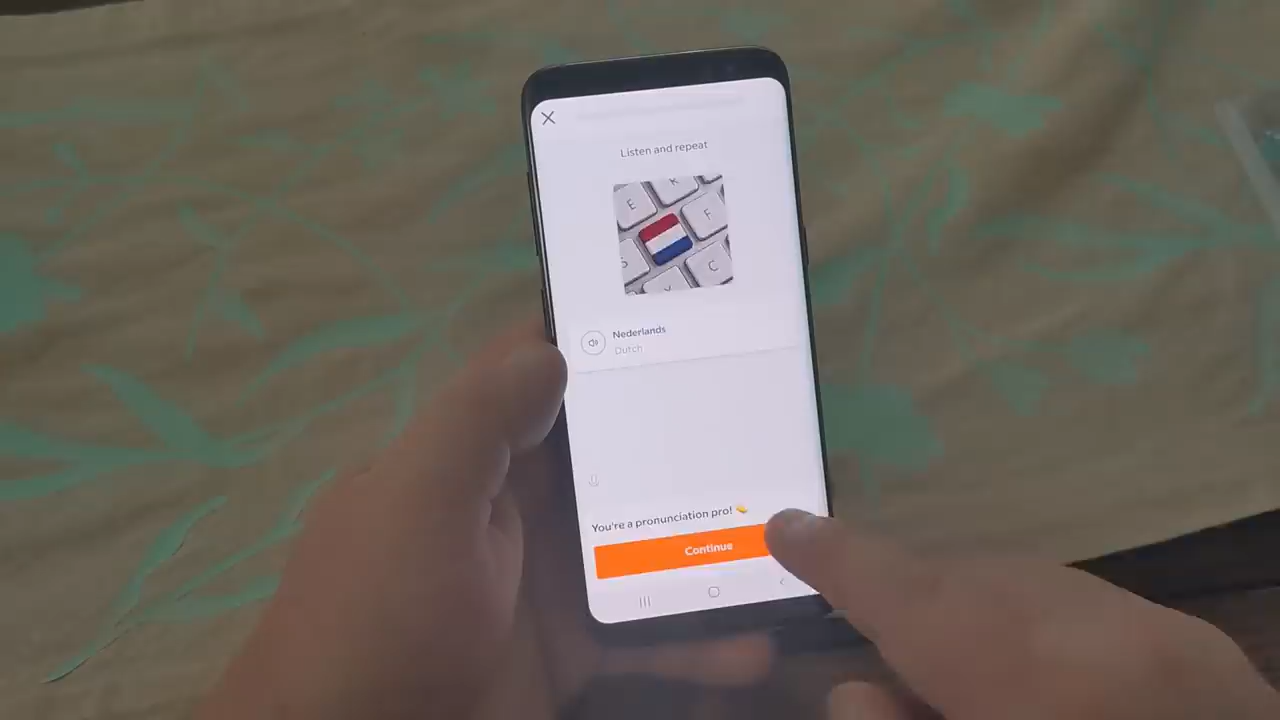 Listen and repeat
E
K
F
S
C
Nederlands
Dutch
You're a pronunciation pro!
Continue